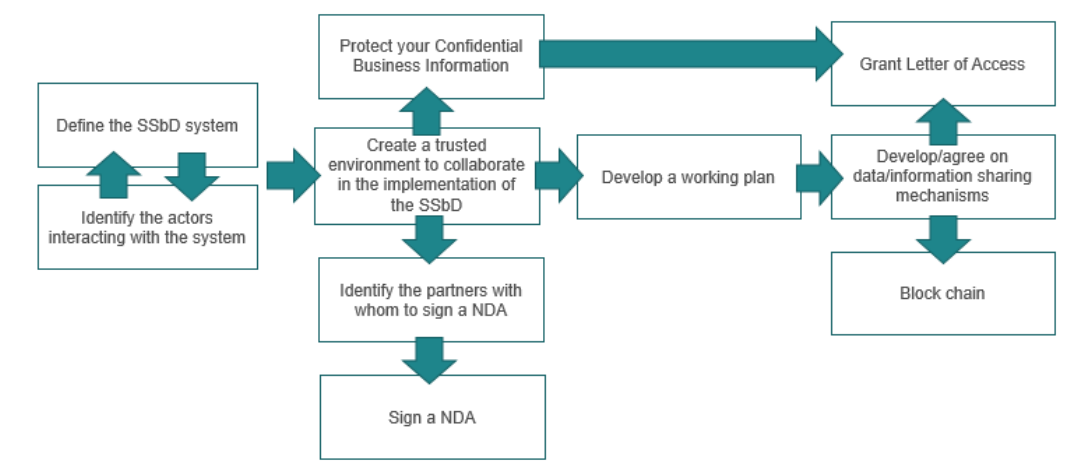 Protect your Confidential
Business Information
Grant Letter of Access
Define the SSbD system
Create a trusted
environment to collaborate
in the implementation of
the SSbD
Develop a working plan
Develop/agree on
data/information sharing
mechanisms
Identify the actors
interacting with the system
Identify the partners with
whom to sign a NDA
Block chain
Sign a NDA